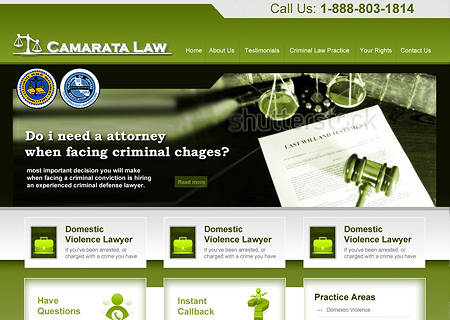 Call Us: 1-888-803-1814
CAMARATA LAW
Home About Us Testimonials Criminal Law Practice Your Rights Contact Us
shutterstock
LAST WILL AND TESTAMENT
Do i need a attorney
when facing criminal chages?
most important decision you will make
when facing a criminal conviction is hiring
an experienced criminal defense lawyer.
Read more
Domestic
Violence Lawyer
If you've been arrested, or
charged with a crime you have
Domestic
Violence Lawyer
If you've been arrested, or
charged with a crime you have
Domestic
Violence Lawyer
If you've been arrested, or
charged with a crime you have
Have
Questions
Instant
Callback
Practice Areas
Domestic Violence